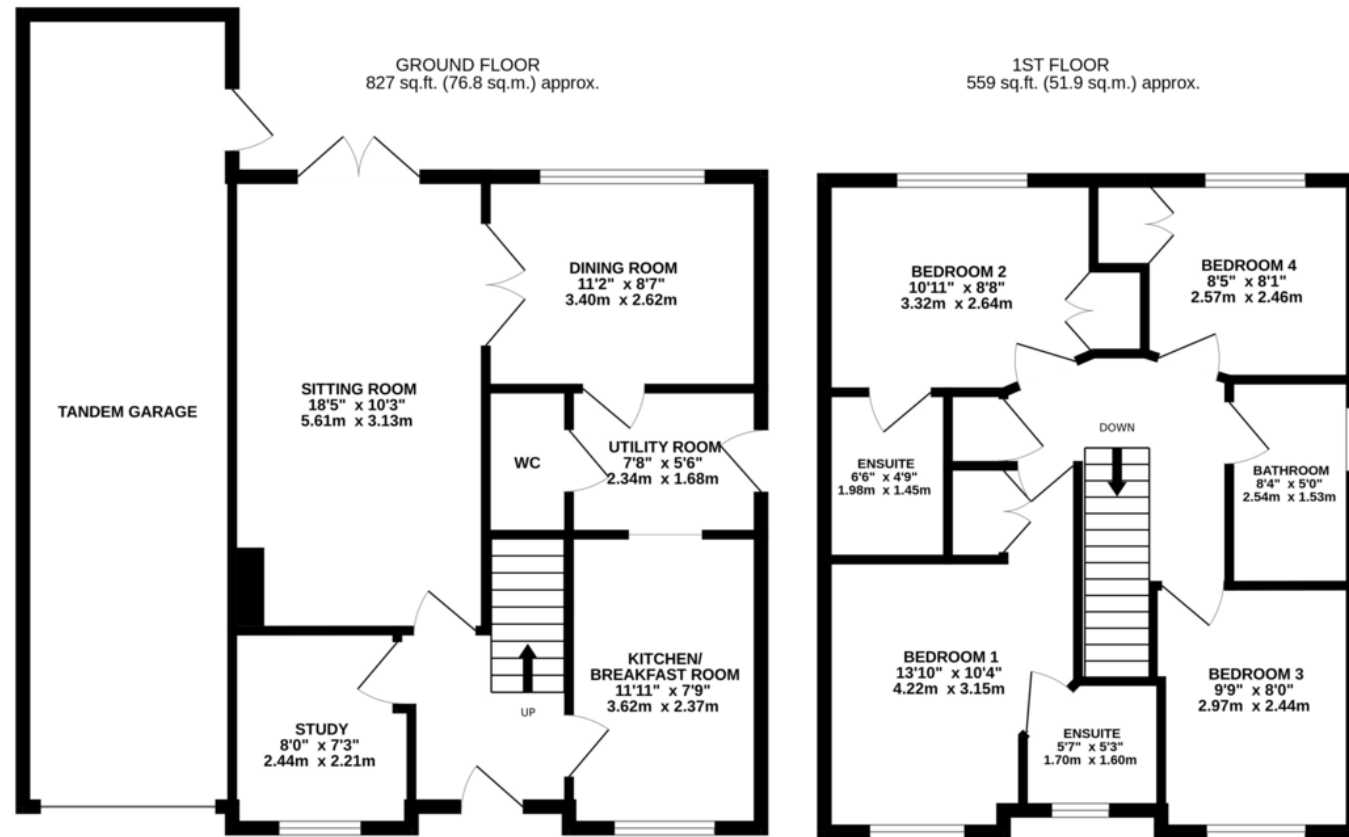 GROUND FLOOR
827 sq.ft. (76.8 sq.m.) approx.
TANDEM GARAGE
SITTING ROOM
18'5" x 10'3"
5.61m x 3.13m
DINING ROOM
11'2" x 8'7"
3.40m x 2.62m
WC
UTILITY ROOM
7'8" x 5'6"
2.34m x 1.68m
KITCHEN/
BREAKFAST ROOM
11'11" x 7'9"
3.62m x 2.37m
UP
STUDY
8'0" x 7'3"
2.44m x 2.21m
1ST FLOOR
559 sq.ft. (51.9 sq.m.) approx.
BEDROOM 2
10'11" x 8'8"
3.32m x 2.64m
BEDROOM 4
8'5" x 8'1"
2.57m x 2.46m
DOWN
ENSUITE
6'6" x 4'9"
1.98m x 1.45m
BATHROOM
8'4" x 5'0"
2.54m x 1.53m
BEDROOM 1
13'10" x 10'4"
4.22m x 3.15m
BEDROOM 3
9'9" x 8'0"
2.97m x 2.44m
ENSUITE
5'7" x 5'3"
1.70m x 1.60m